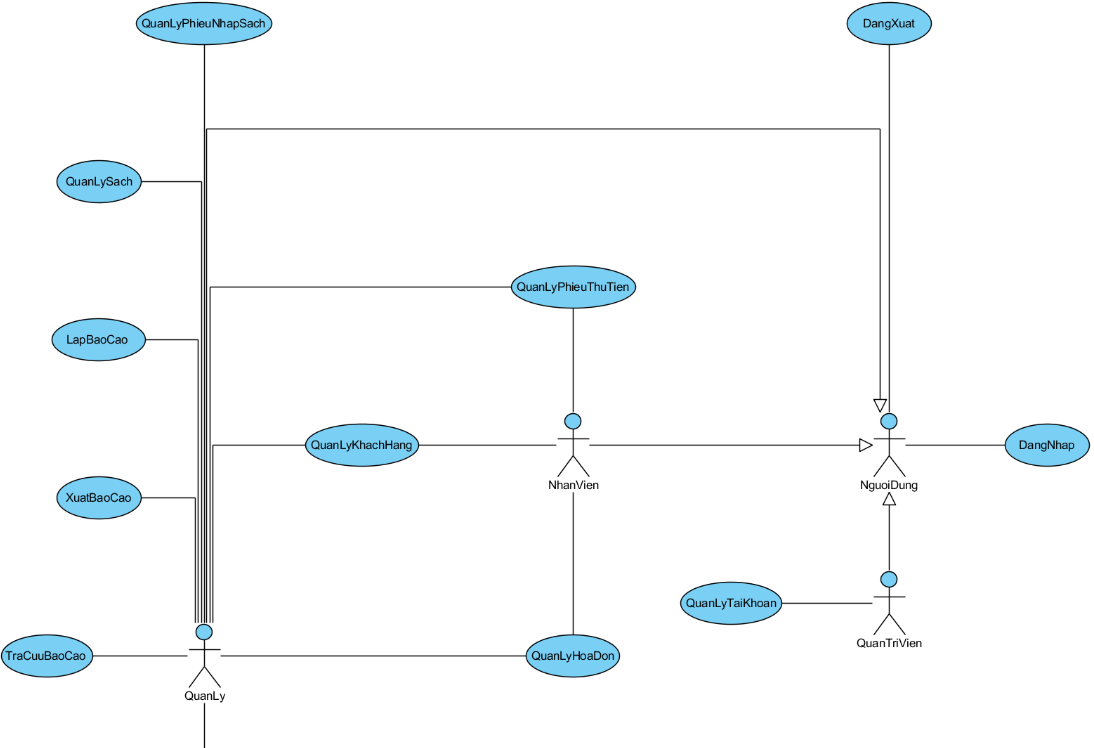 QuanLyPhieuNhapSach
DangXuat
QuanLySach
QuanLyPhieuThuTien
LapBaoCao
QuanLyKhachHang
DangNhap
NhanVien
NguoiDung
XuatBaoCao
QuanLyTaiKhoan
QuanTriVien
TraCuuBaoCao
QuanLyHoaDon
QuanLy